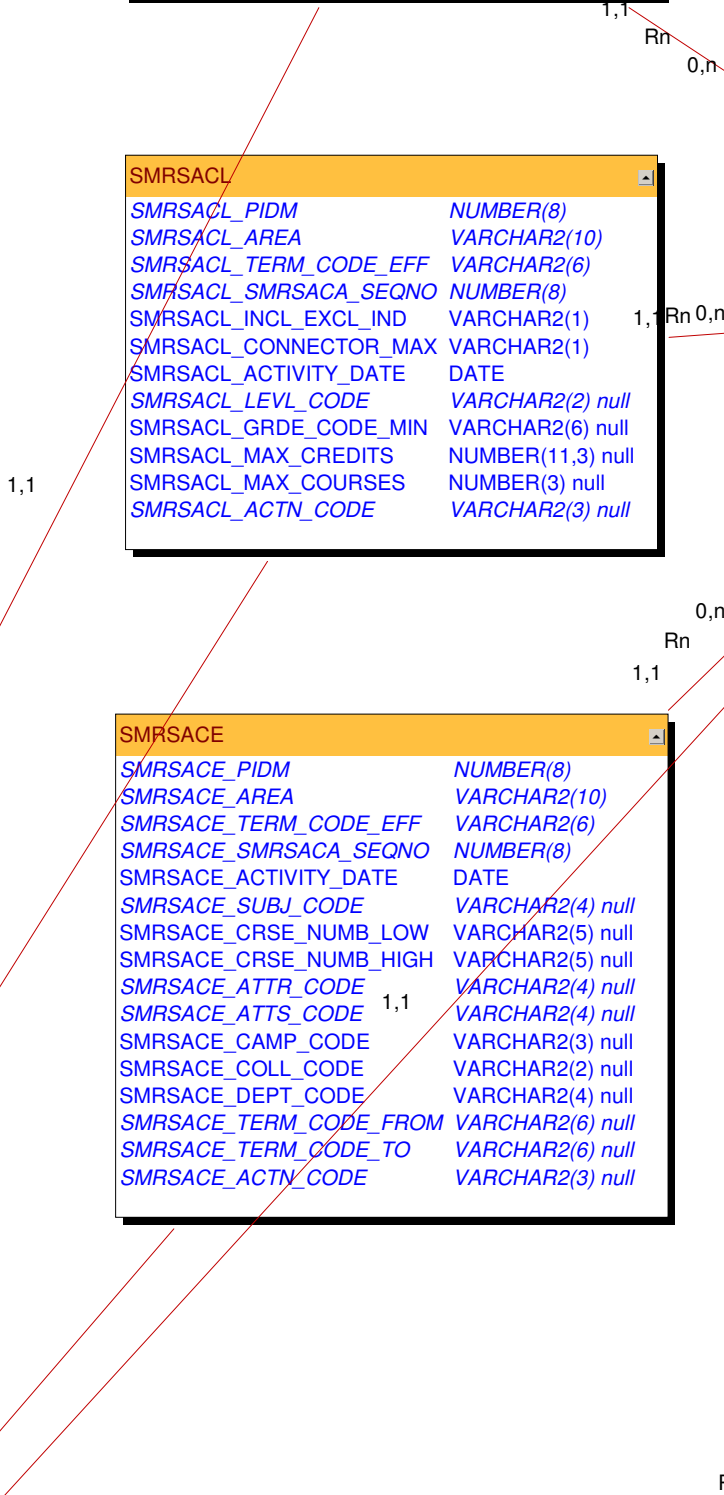 1,1
Rn
0,n
SMRSACL
SMRSACL_PIDM NUMBER(8)
SMRSACL_AREA VARCHAR2(10)
SMRSACL_TERM_CODE_EFF VARCHAR2(6)
SMRSACL_SMRSACA_SEQNO NUMBER(8)
SMRSACL_INCL_EXCL_IND VARCHAR2(1)
1,1 Rn 0,n
SMRSACL_CONNECTOR_MAX VARCHAR2(1)
SMRSACL_ACTIVITY_DATE DATE
SMRSACL_LEVL_CODE VARCHAR2(2) null
SMRSACL_GRDE_CODE_MIN VARCHAR2(6) null
SMRSACL_MAX_CREDITS NUMBER(11,3) null
SMRSACL_MAX_COURSES NUMBER(3) null
1,1
SMRSACL_ACTN_CODE VARCHAR2(3) null
0,n
Rn
1,1
SMRSACE
SMRSACE_PIDM NUMBER(8)
SMRSACE_AREA VARCHAR2(10)
SMRSACE_TERM_CODE_EFF VARCHAR2(6)
SMRSACE_SMRSACA_SEQNO NUMBER(8)
SMRSACE_ACTIVITY_DATE DATE
SMRSACE_SUBJ_CODE VARCHAR2(4) null
SMRSACE_CRSE_NUMB_LOW VARCHAR2(5) null
SMRSACE_CRSE_NUMB_HIGH VARCHAR2(5) null
SMRSACE_ATTR_CODE VARCHAR2(4) null
1,1
SMRSACE_ATTS_CODE VARCHAR2(4) null
SMRSACE_CAMP_CODE VARCHAR2(3) null
SMRSACE_COLL_CODE VARCHAR2(2) null
SMRSACE_DEPT_CODE VARCHAR2(4) null
SMRSACE_TERM_CODE_FROM VARCHAR2(6) null
SMRSACE_TERM_CODE_TO VARCHAR2(6) null
SMRSACE_ACTN_CODE VARCHAR2(3) null